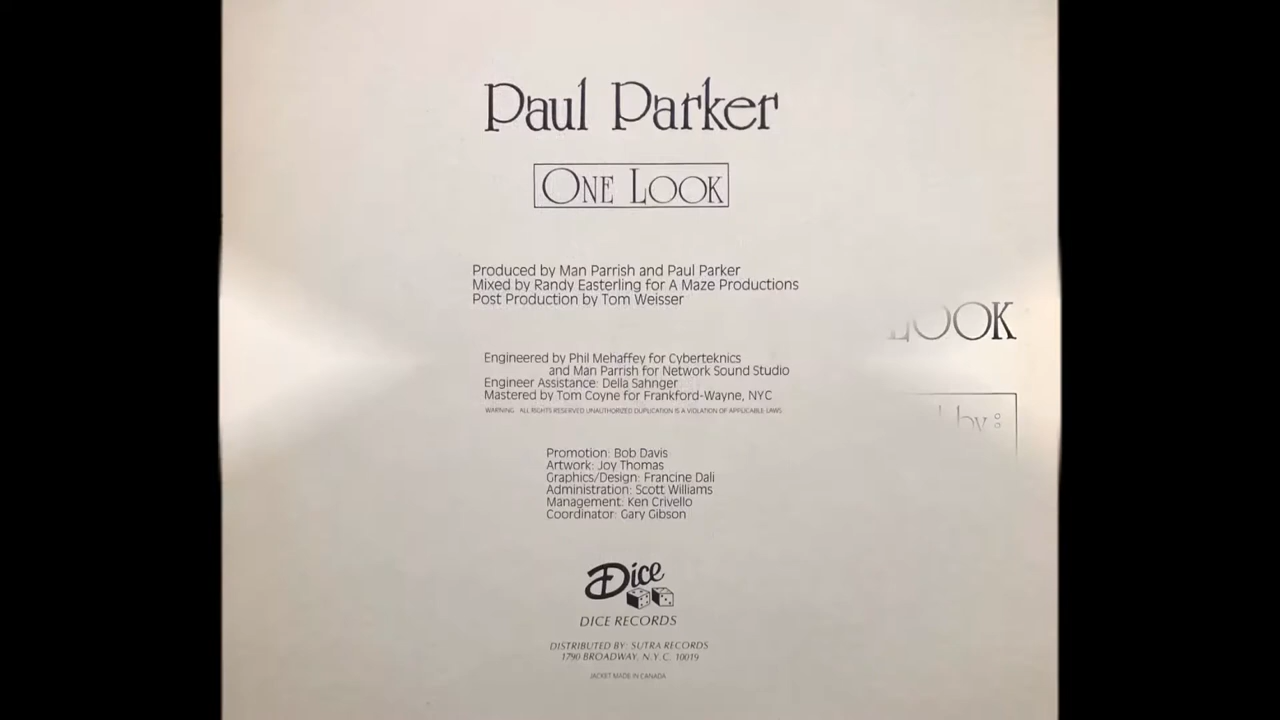 Paul Parker
ONE LOOK
Produced by Man Parrish and Paul Parker
Mixed by Randy Easterling for A Maze Productions
Post Production by Tom Weisser
OOK
Engineered by Phil Mehaffey for Cyberteknics
and Man Parrish for Network Sound Studio
Engineer Assistance: Della Sahnger
Mastered by Tom Coyne for Frankford-Wayne, NYC
WARNING: ALL RIGHTS RESERVED UNAUTHORIZED DUPLICATION IS A VIOLATION OF APPLICABLE LAWS
by:
Promotion: Bob Davis
Artwork: Joy Thomas
Graphics/Design: Francine Dali
Administration: Scott Williams
Management: Ken Crivello
Coordinator: Gary Gibson
Dice
DICE RECORDS
DISTRIBUTED BY: SUTRA RECORDS
1790 BROADWAY, N.Y.C. 10019
JACKET MADE IN CANADA